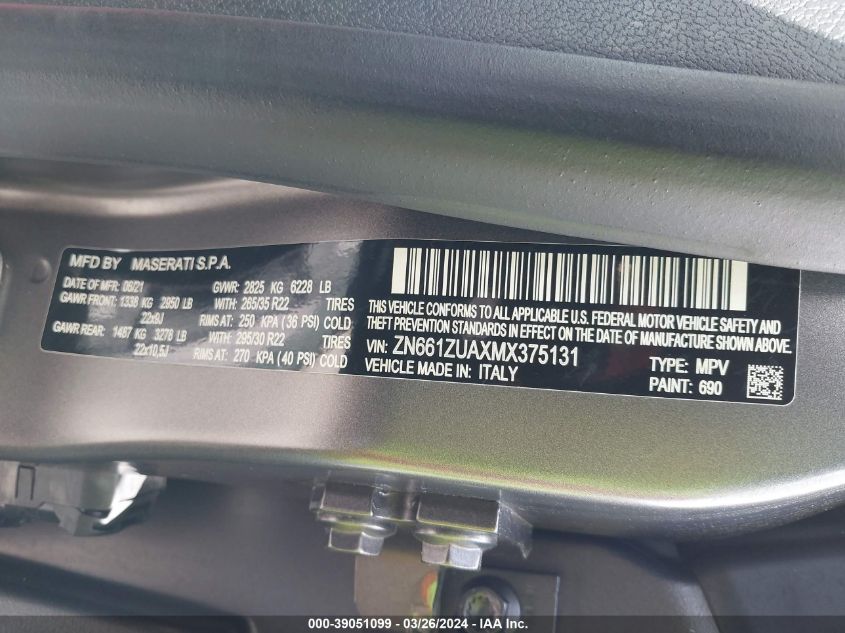 MFD BY MASERATI S.P.A.
DATE OF MFR: 06/21 GVWR: 2825 KG 6228 LB
GAWR FRONT: 1338 KG 2950 LB WITH: 265/35 R22 TIRES
22x9J RIMS AT: 250 KPA (36 PSI) COLD
GAWR REAR: 1487 KG 3278 LB WITH: 295/30 R22 TIRES
22x10,5J RIMS AT: 270 KPA (40 PSI) COLD
THIS VEHICLE CONFORMS TO ALL APPLICABLE U.S. FEDERAL MOTOR VEHICLE SAFETY AND
THEFT PREVENTION STANDARDS IN EFFECT ON THE DATE OF MANUFACTURE SHOWN ABOVE.
VIN: ZN661ZUAXMX375131
VEHICLE MADE IN: ITALY
TYPE: MPV
PAINT: 690
000-39051099 - 03/26/2024 - IAA Inc.